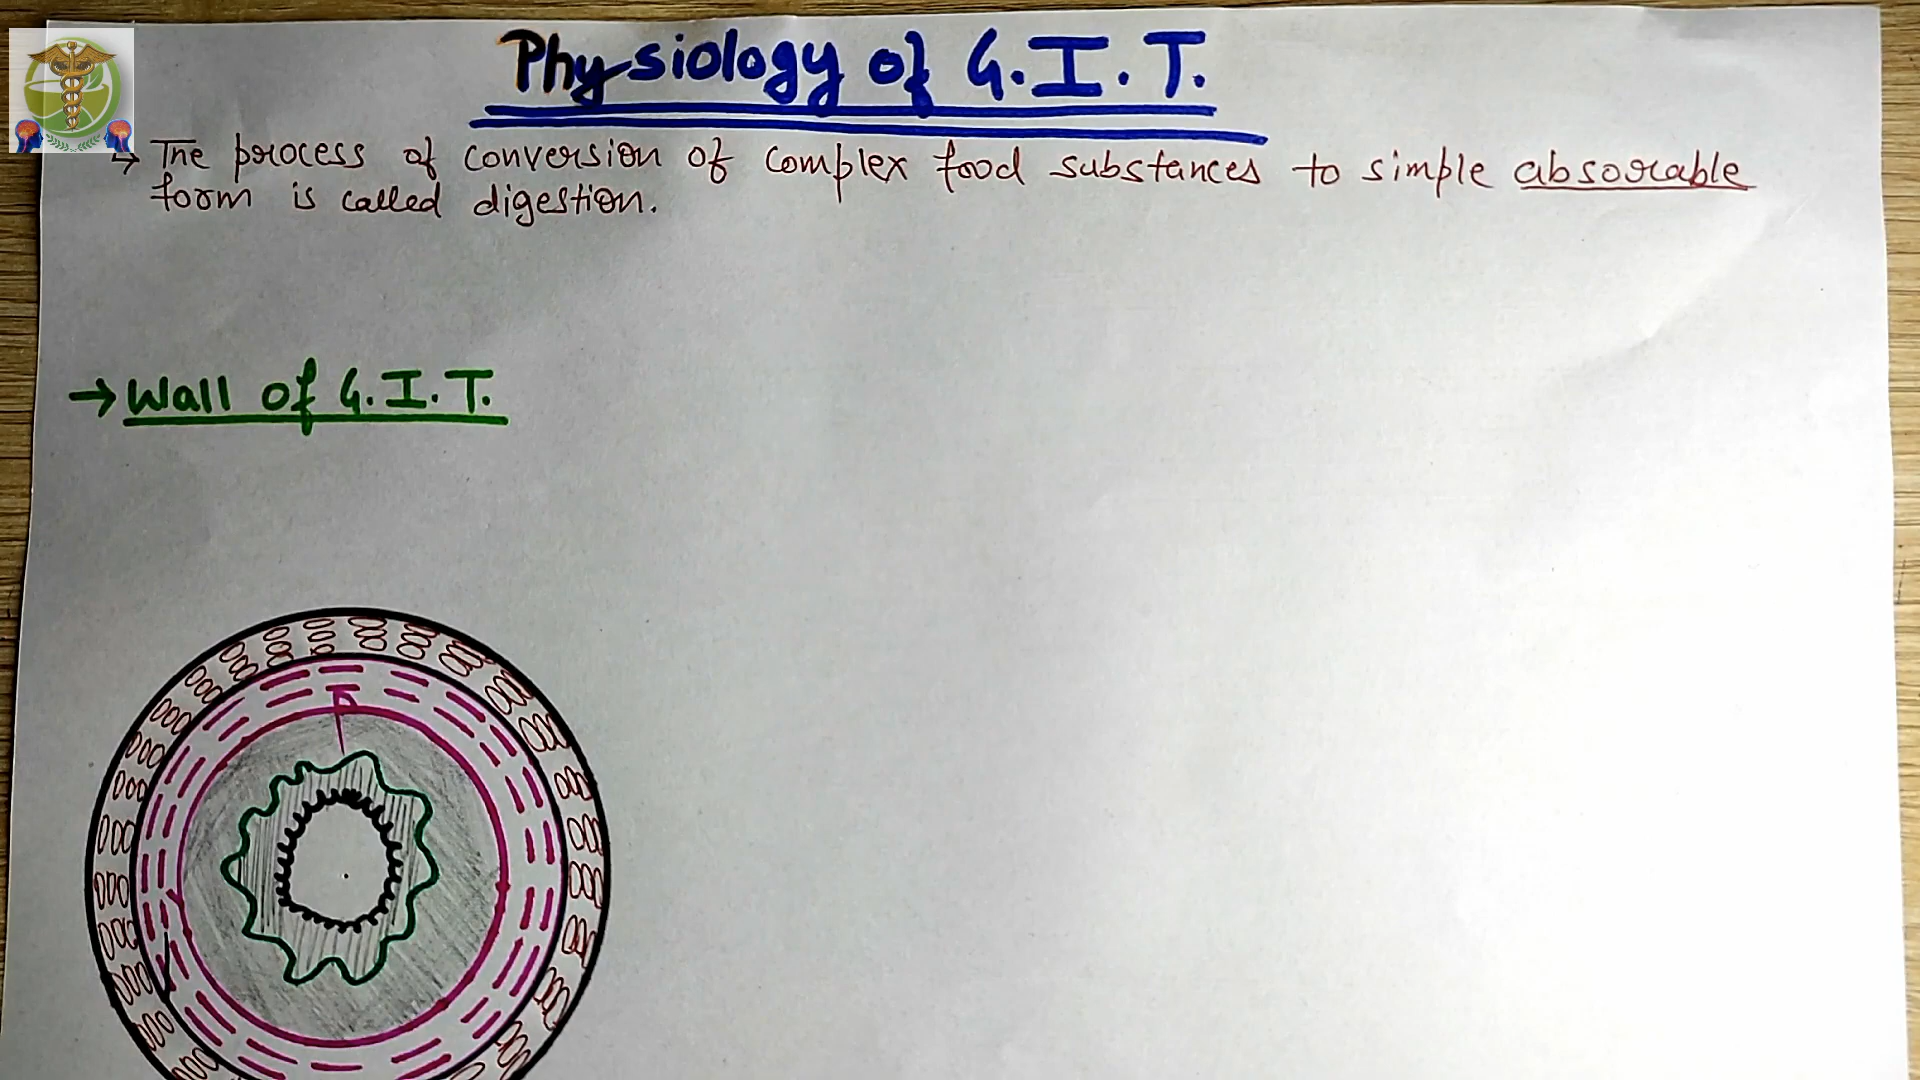 Physiology of G.I.T.
→ The process of conversion of complex food substances to simple absorable
form is called digestion.
→ Wall of G.I.T.